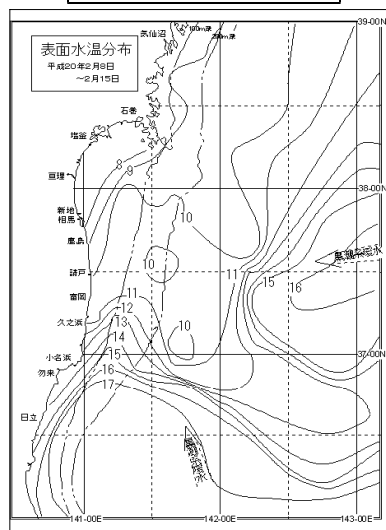 表面水温分布
平成20年2月8日
～2月15日
気仙沼
100m深
200m深
39-00N
石巻
塩釜
亘理
8
9
38-00N
新地
相馬
鹿島
請戸
富岡
久之浜
小名浜
勿来
日立
10
10
10
11
11
12
13
14
15
16
17
15
16
黒潮系暖水
37-00N
黒潮系暖水
141-00E
142-00E
143-00E